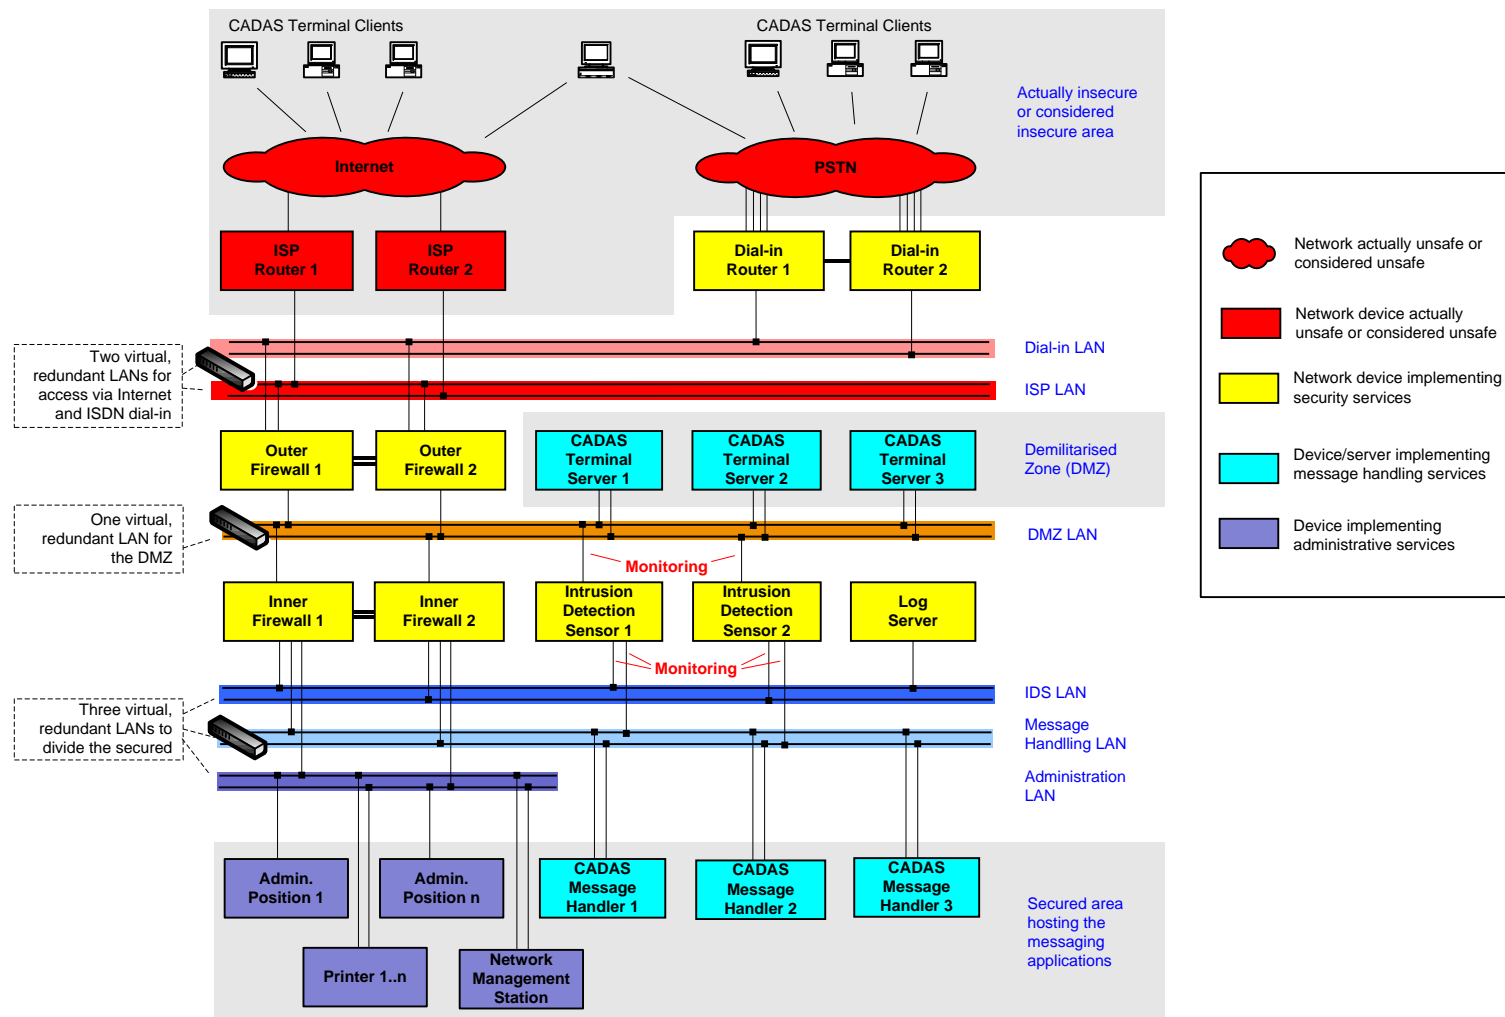 CADAS Terminal Clients
CADAS Terminal Clients
Actually insecure
or considered
insecure area
Internet
PSTN
ISP
Router 1
ISP
Router 2
Dial-in
Router 1
Dial-in
Router 2
Two virtual,
redundant LANs for
access via Internet
and ISDN dial-in
Dial-in LAN
ISP LAN
Outer
Firewall 1
Outer
Firewall 2
CADAS
Terminal
Server 1
CADAS
Terminal
Server 2
CADAS
Terminal
Server 3
Demilitarised
Zone (DMZ)
One virtual,
redundant LAN for
the DMZ
DMZ LAN
Monitoring
Inner
Firewall 1
Inner
Firewall 2
Intrusion
Detection
Sensor 1
Intrusion
Detection
Sensor 2
Log
Server
Monitoring
Three virtual,
redundant LANs to
divide the secured
IDS LAN
Message
Handlling LAN
Administration
LAN
Admin.
Position 1
Admin.
Position n
CADAS
Message
Handler 1
CADAS
Message
Handler 2
CADAS
Message
Handler 3
Secured area
hosting the
messaging
applications
Printer 1..n
Network
Management
Station
Network actually unsafe or
considered unsafe
Network device actually
unsafe or considered unsafe
Network device implementing
security services
Device/server implementing
message handling services
Device implementing
administrative services